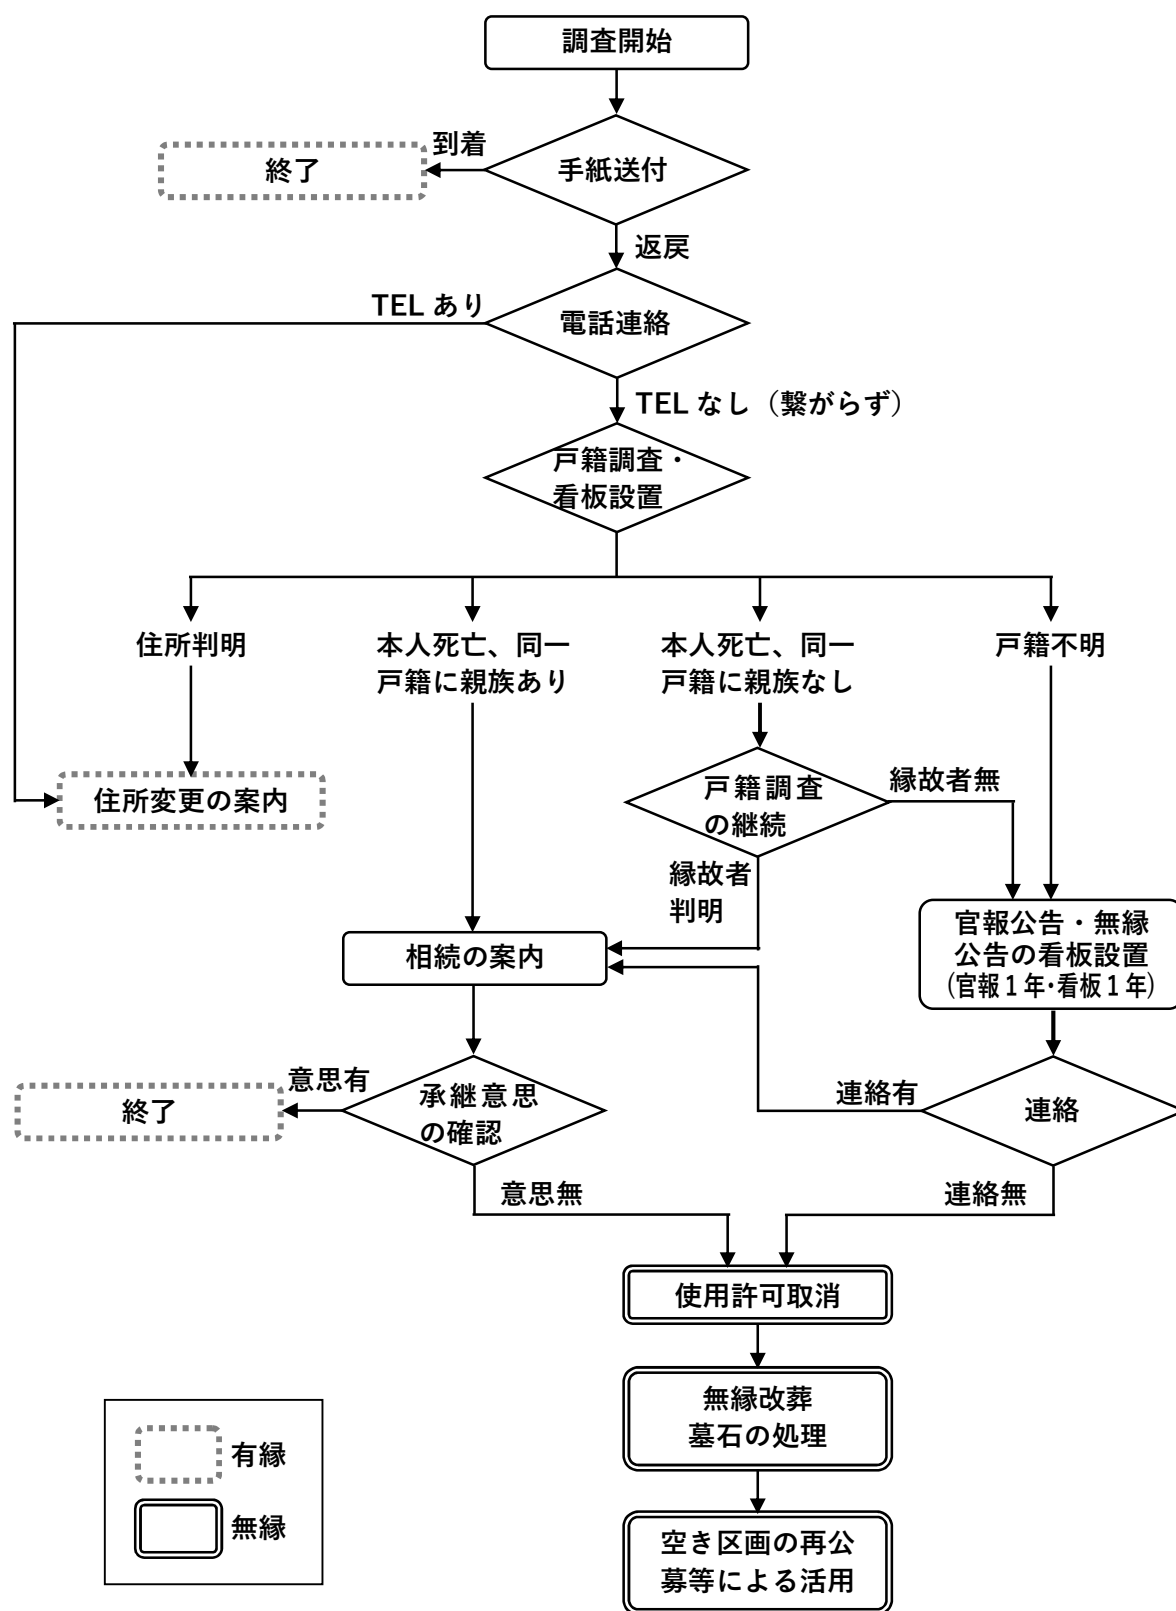 調査開始
到着
終了
手紙送付
返戻
TEL あり
電話連絡
TEL なし（繋がらず）
戸籍調査・
看板設置
住所判明
本人死亡、同一
戸籍に親族あり
本人死亡、同一
戸籍に親族なし
戸籍不明
住所変更の案内
戸籍調査
の継続
縁故者無
縁故者
判明
相続の案内
官報公告・無縁
公告の看板設置
(官報１年・看板１年)
意思有
終了
承継意思
の確認
連絡有
連絡
意思無
連絡無
使用許可取消
無縁改葬
墓石の処理
空き区画の再公
募等による活用
有縁
無縁